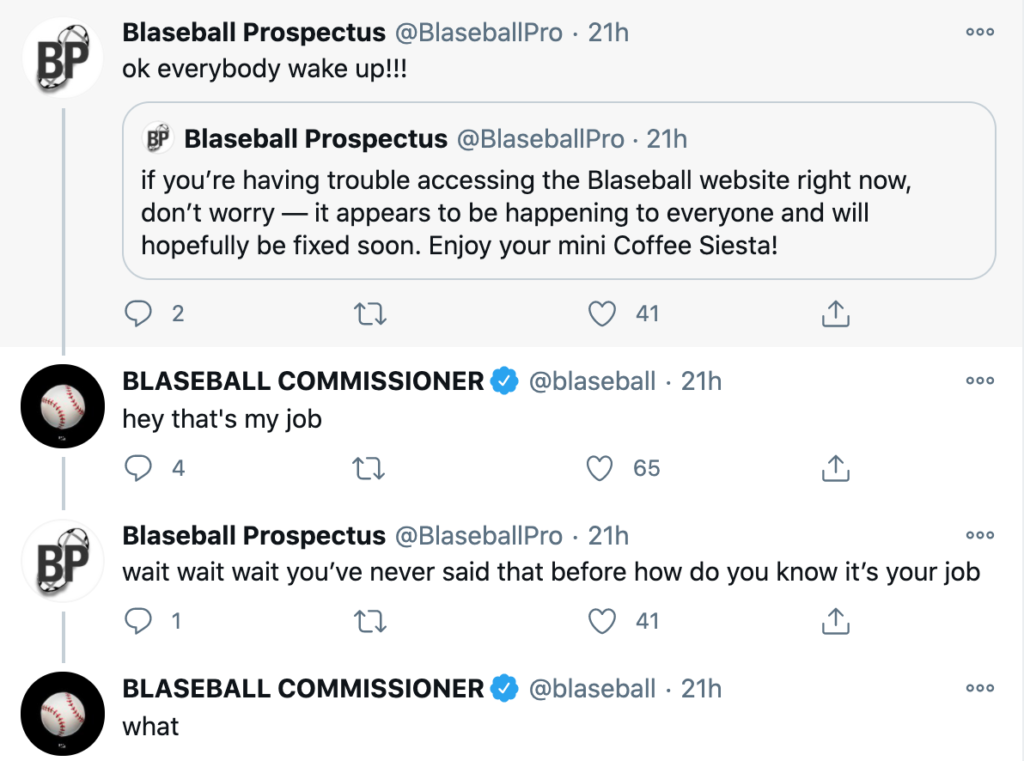 Blaseball Prospectus @BlaseballPro · 21h
BP
ok everybody wake up!!!
BP Blaseball Prospectus @BlaseballPro · 21h
if you’re having trouble accessing the Blaseball website right now,
don’t worry — it appears to be happening to everyone and will
hopefully be fixed soon. Enjoy your mini Coffee Siesta!
2 41
BLASEBALL COMMISSIONER @blaseball · 21h
hey that's my job
4 65
Blaseball Prospectus @BlaseballPro · 21h
BP
wait wait wait you’ve never said that before how do you know it’s your job
1 41
BLASEBALL COMMISSIONER @blaseball · 21h
what